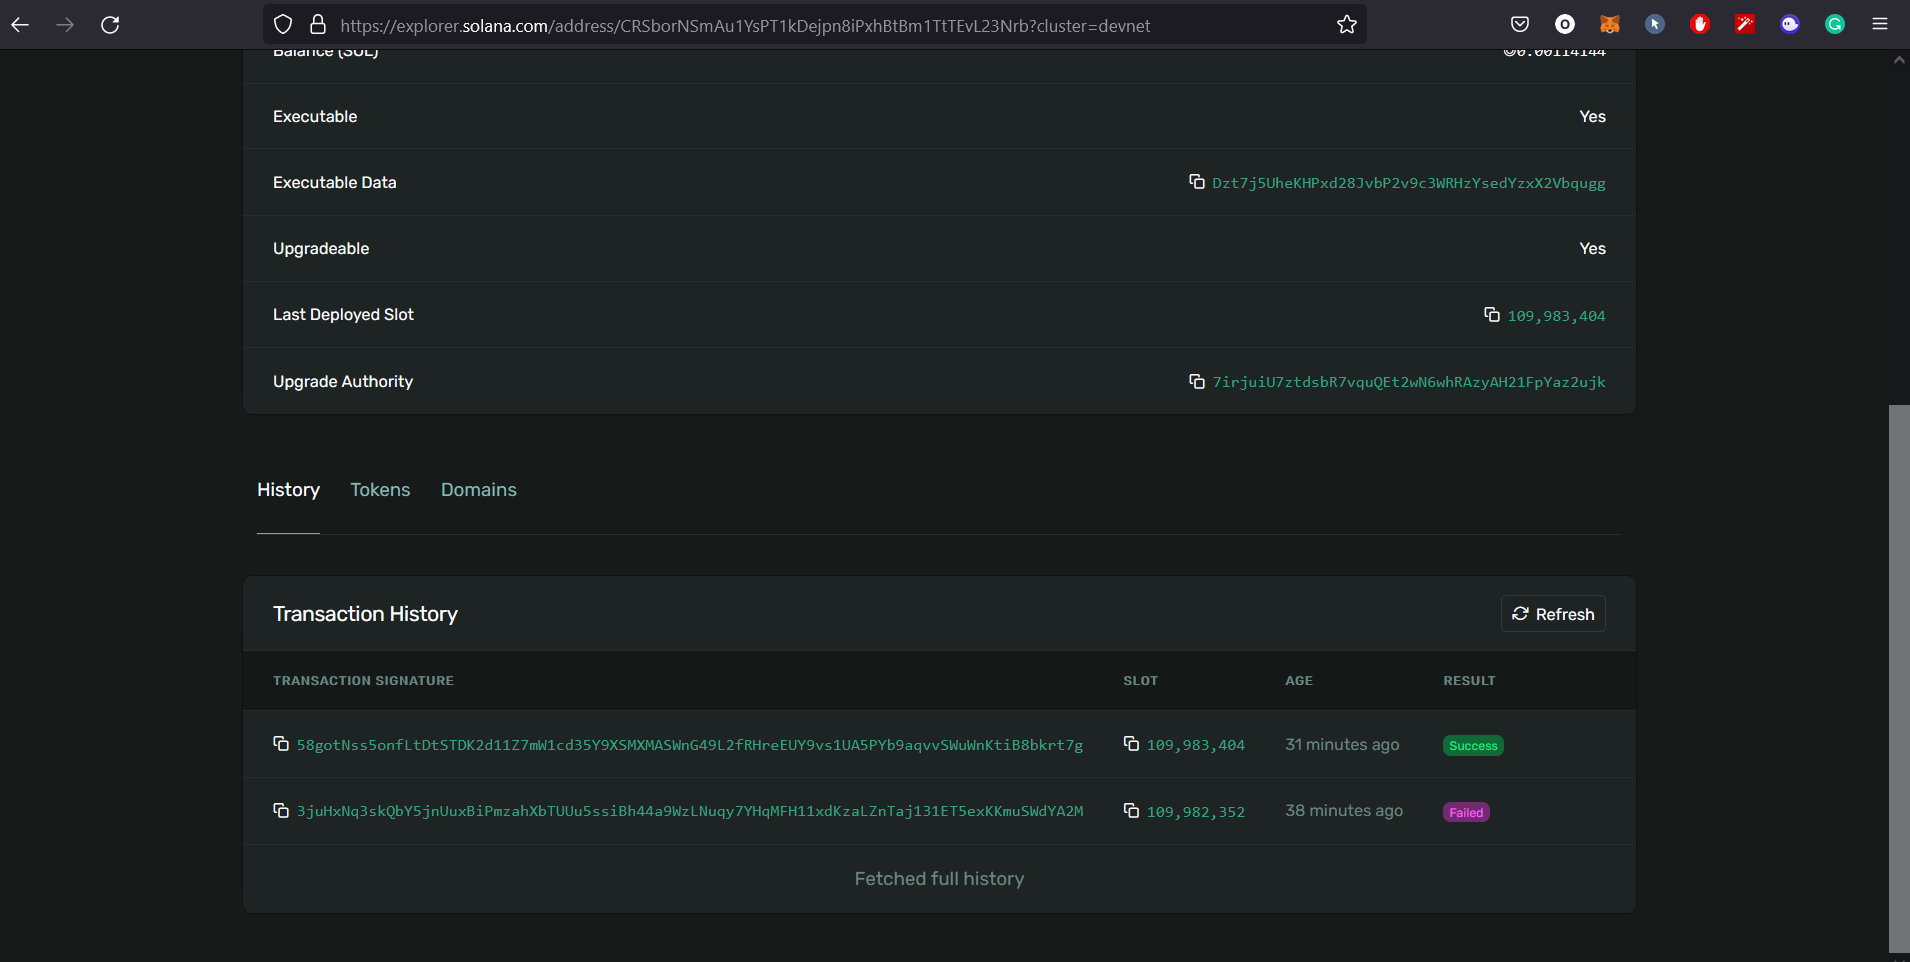 https://explorer.solana.com/address/CRSborNSmAu1YsPT1kDejpn8iPxhBtBm1TtTEvL23Nrb?cluster=devnet
Balance (SOL) ◎0.00114144
Executable Yes
Executable Data Dzt7j5UheKHPxd28JvbP2v9c3WRHzYsedYzxX2Vbqugg
Upgradeable Yes
Last Deployed Slot 109,983,404
Upgrade Authority 7irjuiU7ztdsbR7vquQEt2wN6whRAzyAH21FpYaz2ujk
History Tokens Domains
Transaction History Refresh
TRANSACTION SIGNATURE SLOT AGE RESULT
58gotNss5onfLtDtSTDK2d11Z7mW1cd35Y9XSMXMASWnG49L2fRHreEUY9vs1UA5PYb9aqvvSWuWnKtiB8bkrt7g 109,983,404 31 minutes ago Success
3juHxNq3skQbY5jnUuxBiPmzahXbTUUu5ssiBh44a9WzLNuqy7YHqMFH11xdKzaLZnTaj131ET5exKKmuSWdYA2M 109,982,352 38 minutes ago Failed
Fetched full history